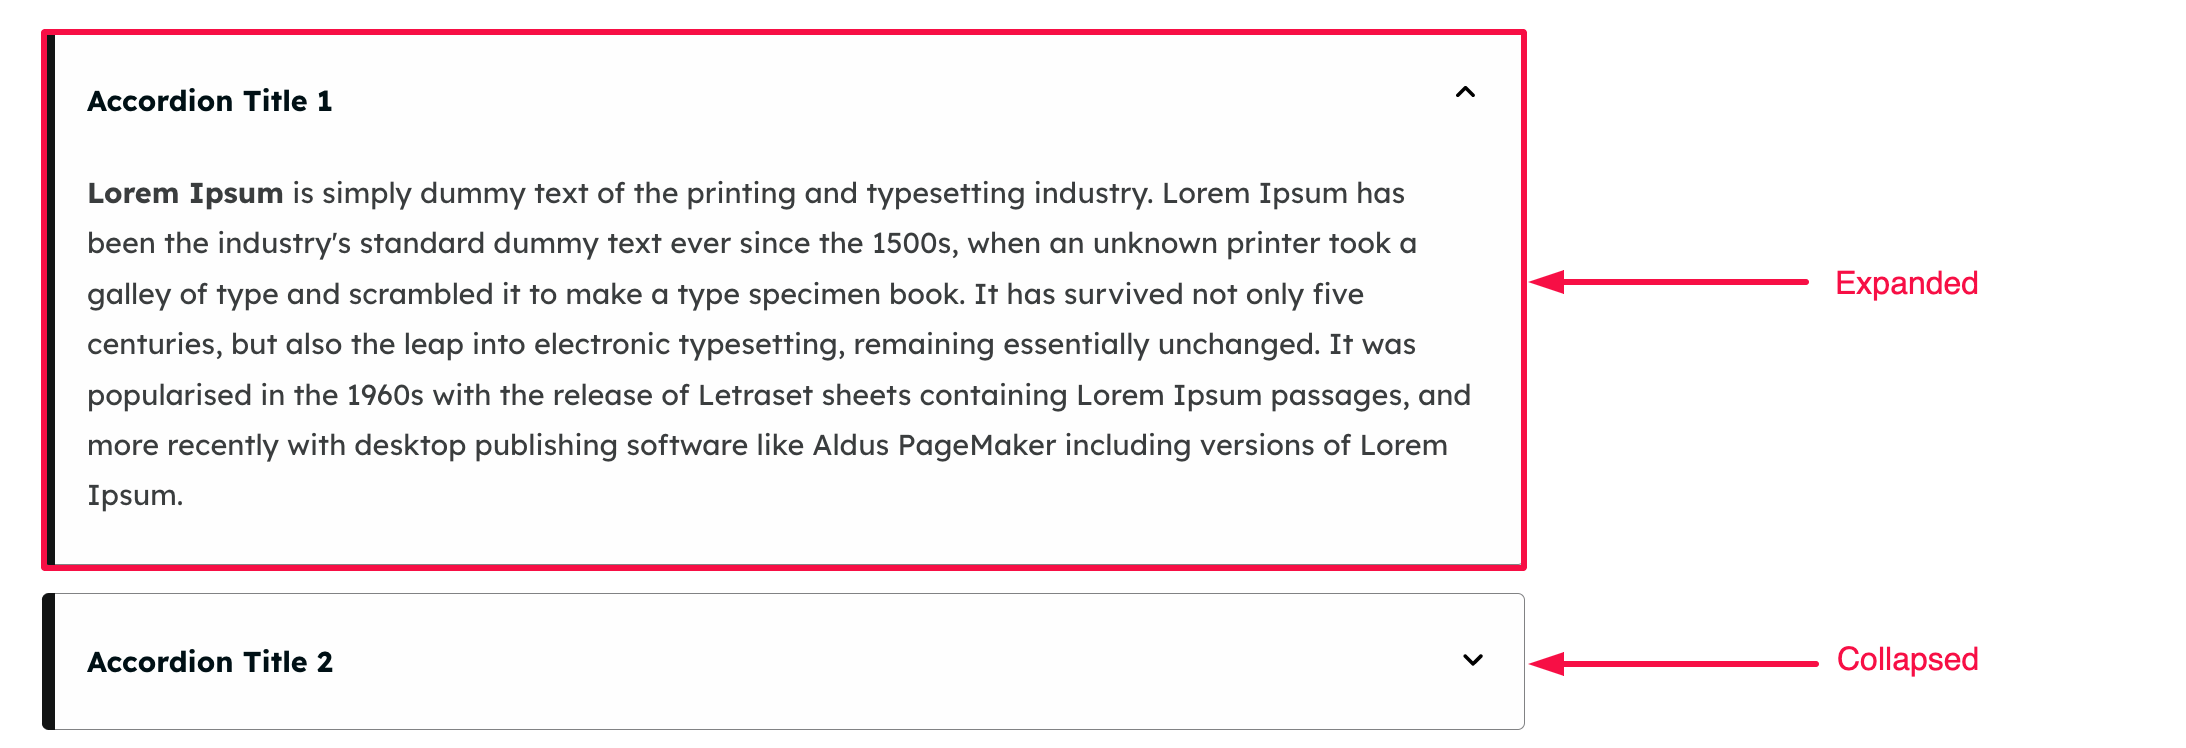 Accordion Title 1
Lorem Ipsum is simply dummy text of the printing and typesetting industry. Lorem Ipsum has
been the industry's standard dummy text ever since the 1500s, when an unknown printer took a
galley of type and scrambled it to make a type specimen book. It has survived not only five
centuries, but also the leap into electronic typesetting, remaining essentially unchanged. It was
popularised in the 1960s with the release of Letraset sheets containing Lorem Ipsum passages, and
more recently with desktop publishing software like Aldus PageMaker including versions of Lorem
Ipsum.
Expanded
Accordion Title 2
Collapsed